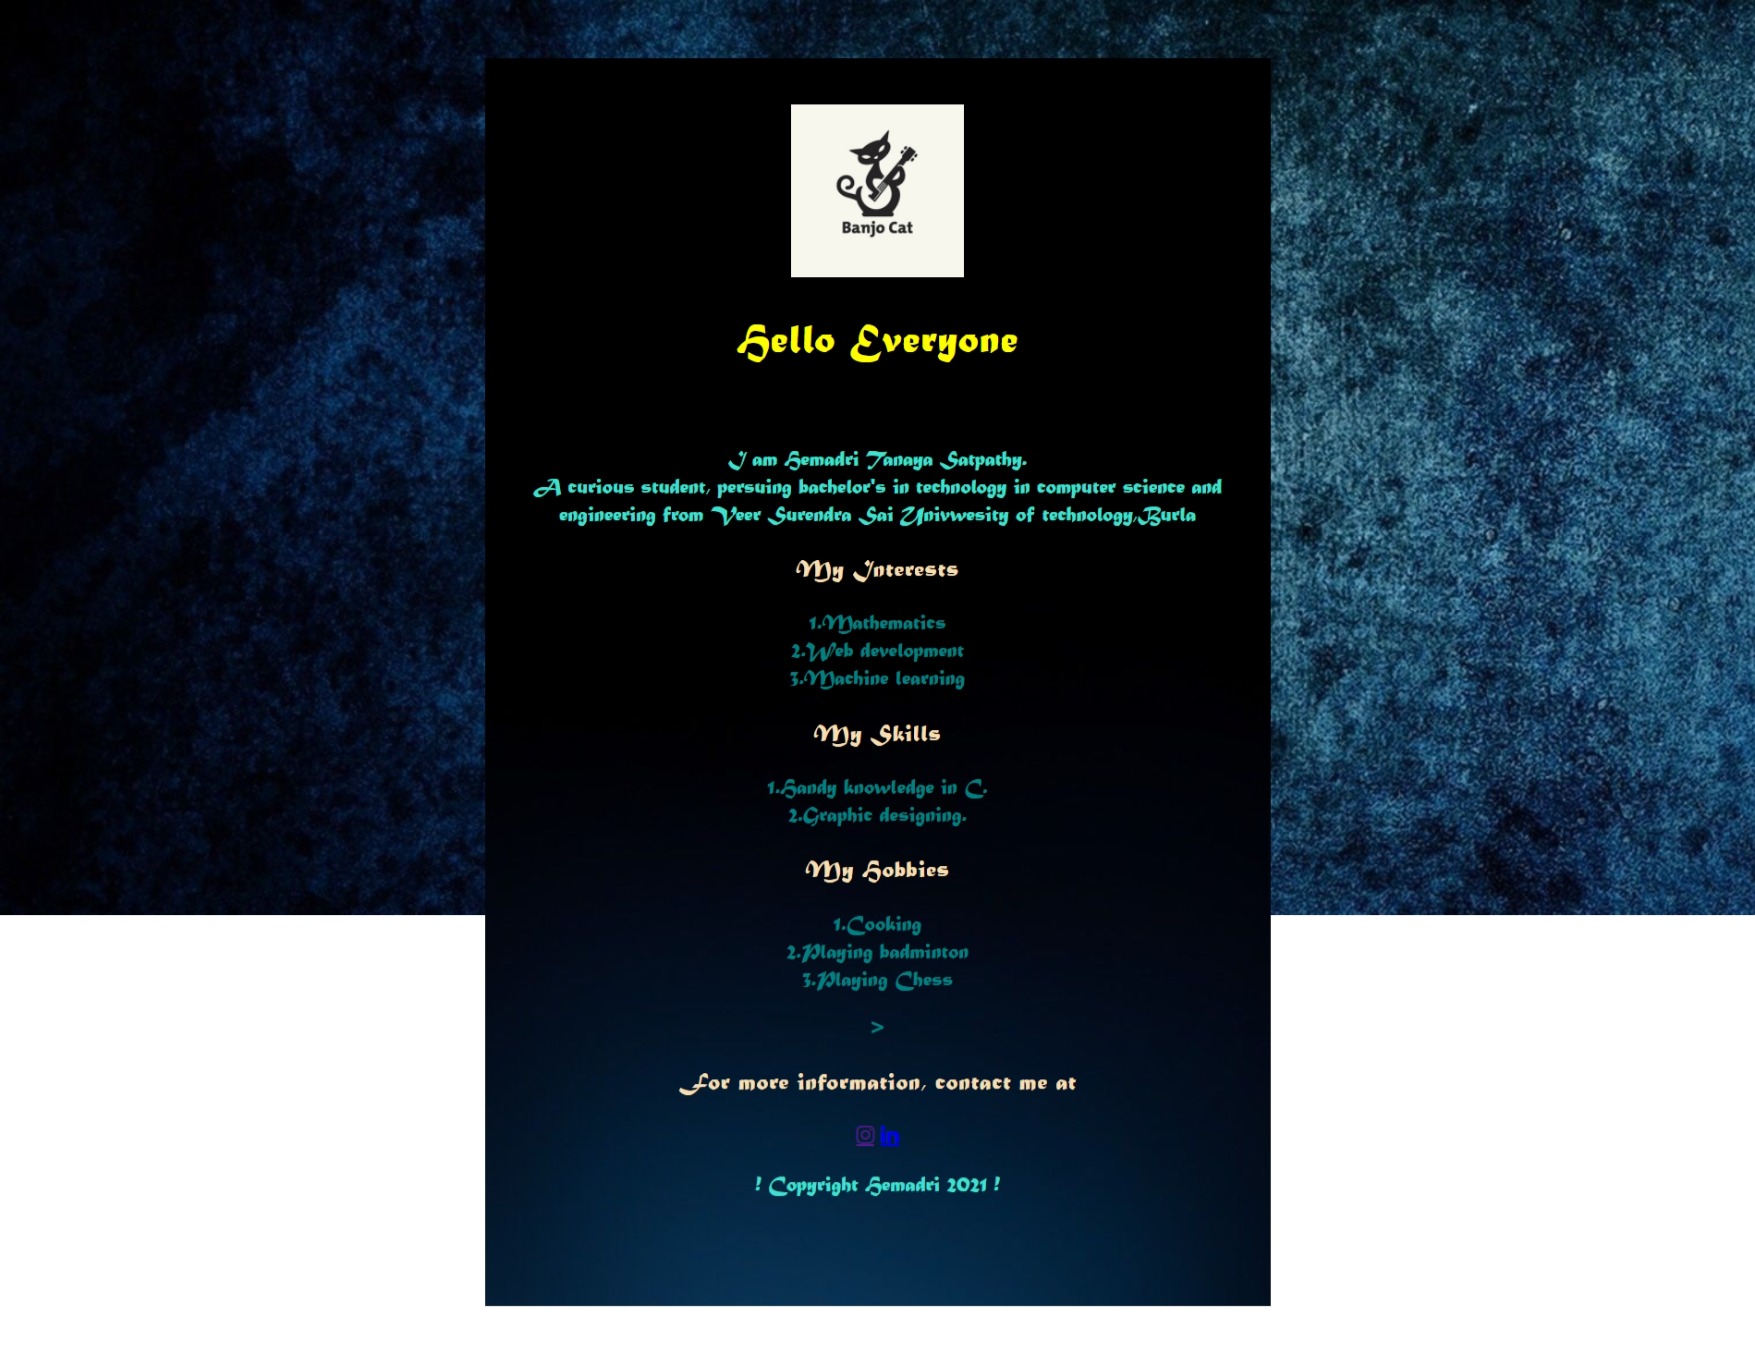 Banjo Cat
Hello Everyone
I am Hemadri Tanaya Satpathy.
A curious student, persuing bachelor's in technology in computer science and
engineering from Veer Surendra Sai Univwesity of technology,Burla
My Interests
1.Mathematics
2.Web development
3.Machine learning
My Skills
1.Handy knowledge in C.
2.Graphic designing.
My Hobbies
1.Cooking
2.Playing badminton
3.Playing Chess
>
For more information, contact me at
in
! Copyright Hemadri 2021 !